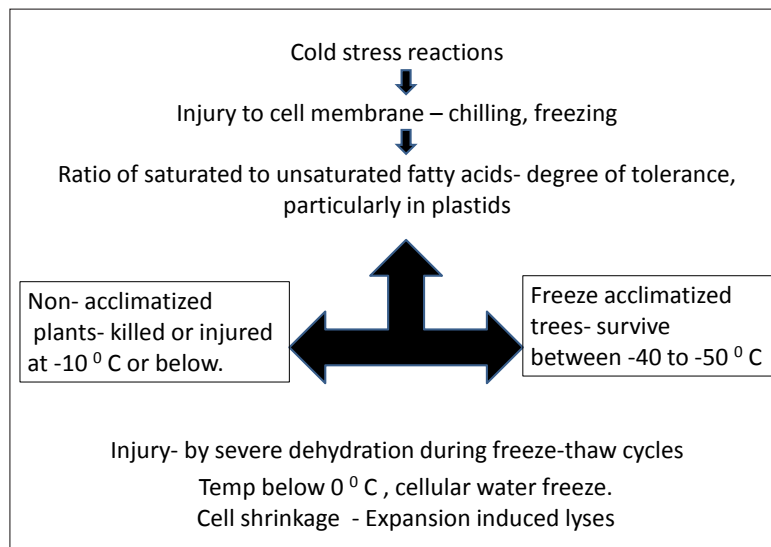 Cold stress reactions
Injury to cell membrane – chilling, freezing
Ratio of saturated to unsaturated fatty acids- degree of tolerance,
particularly in plastids
Non- acclimatized
plants- killed or injured
at -10 ⁰ C or below.
Freeze acclimatized
trees- survive
between -40 to -50 ⁰ C
Injury- by severe dehydration during freeze-thaw cycles
Temp below 0 ⁰ C , cellular water freeze.
Cell shrinkage - Expansion induced lyses